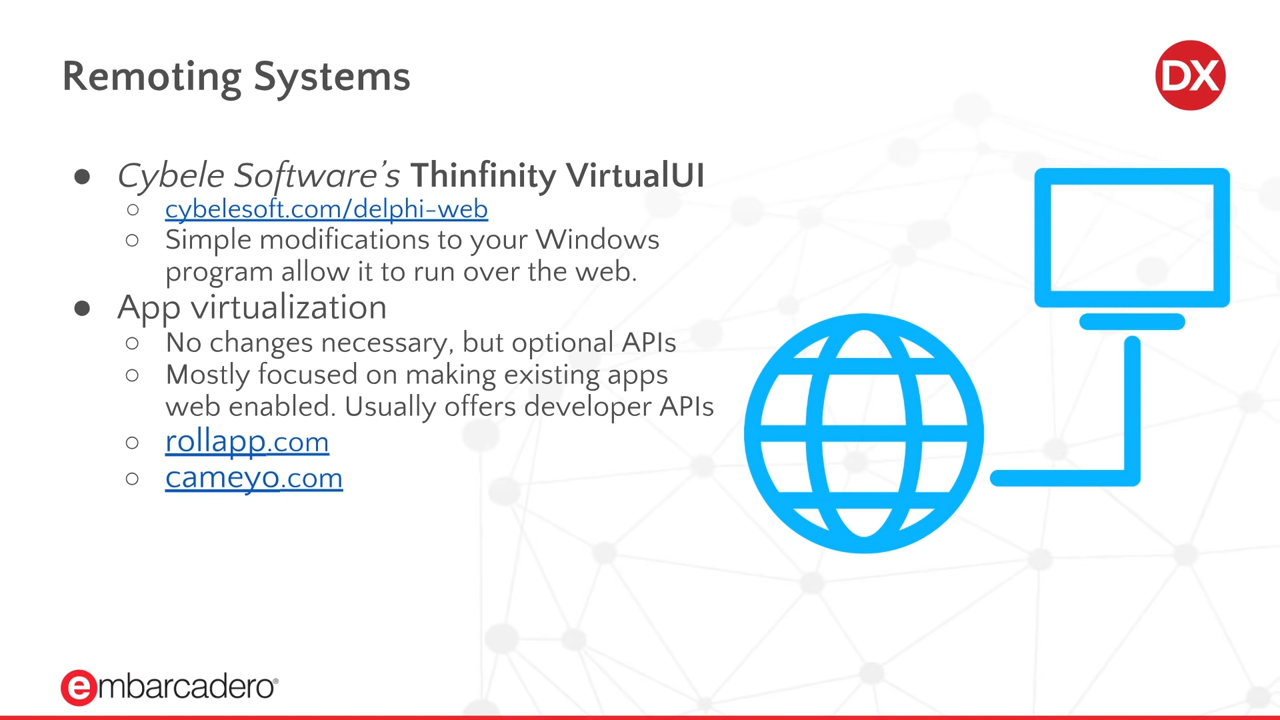 Remoting Systems
DX
● Cybele Software’s Thinfinity VirtualUI
○ cybelesoft.com/delphi-web
○ Simple modifications to your Windows
program allow it to run over the web.
● App virtualization
○ No changes necessary, but optional APIs
○ Mostly focused on making existing apps
web enabled. Usually offers developer APIs
○ rollapp.com
○ cameyo.com
embarcadero®